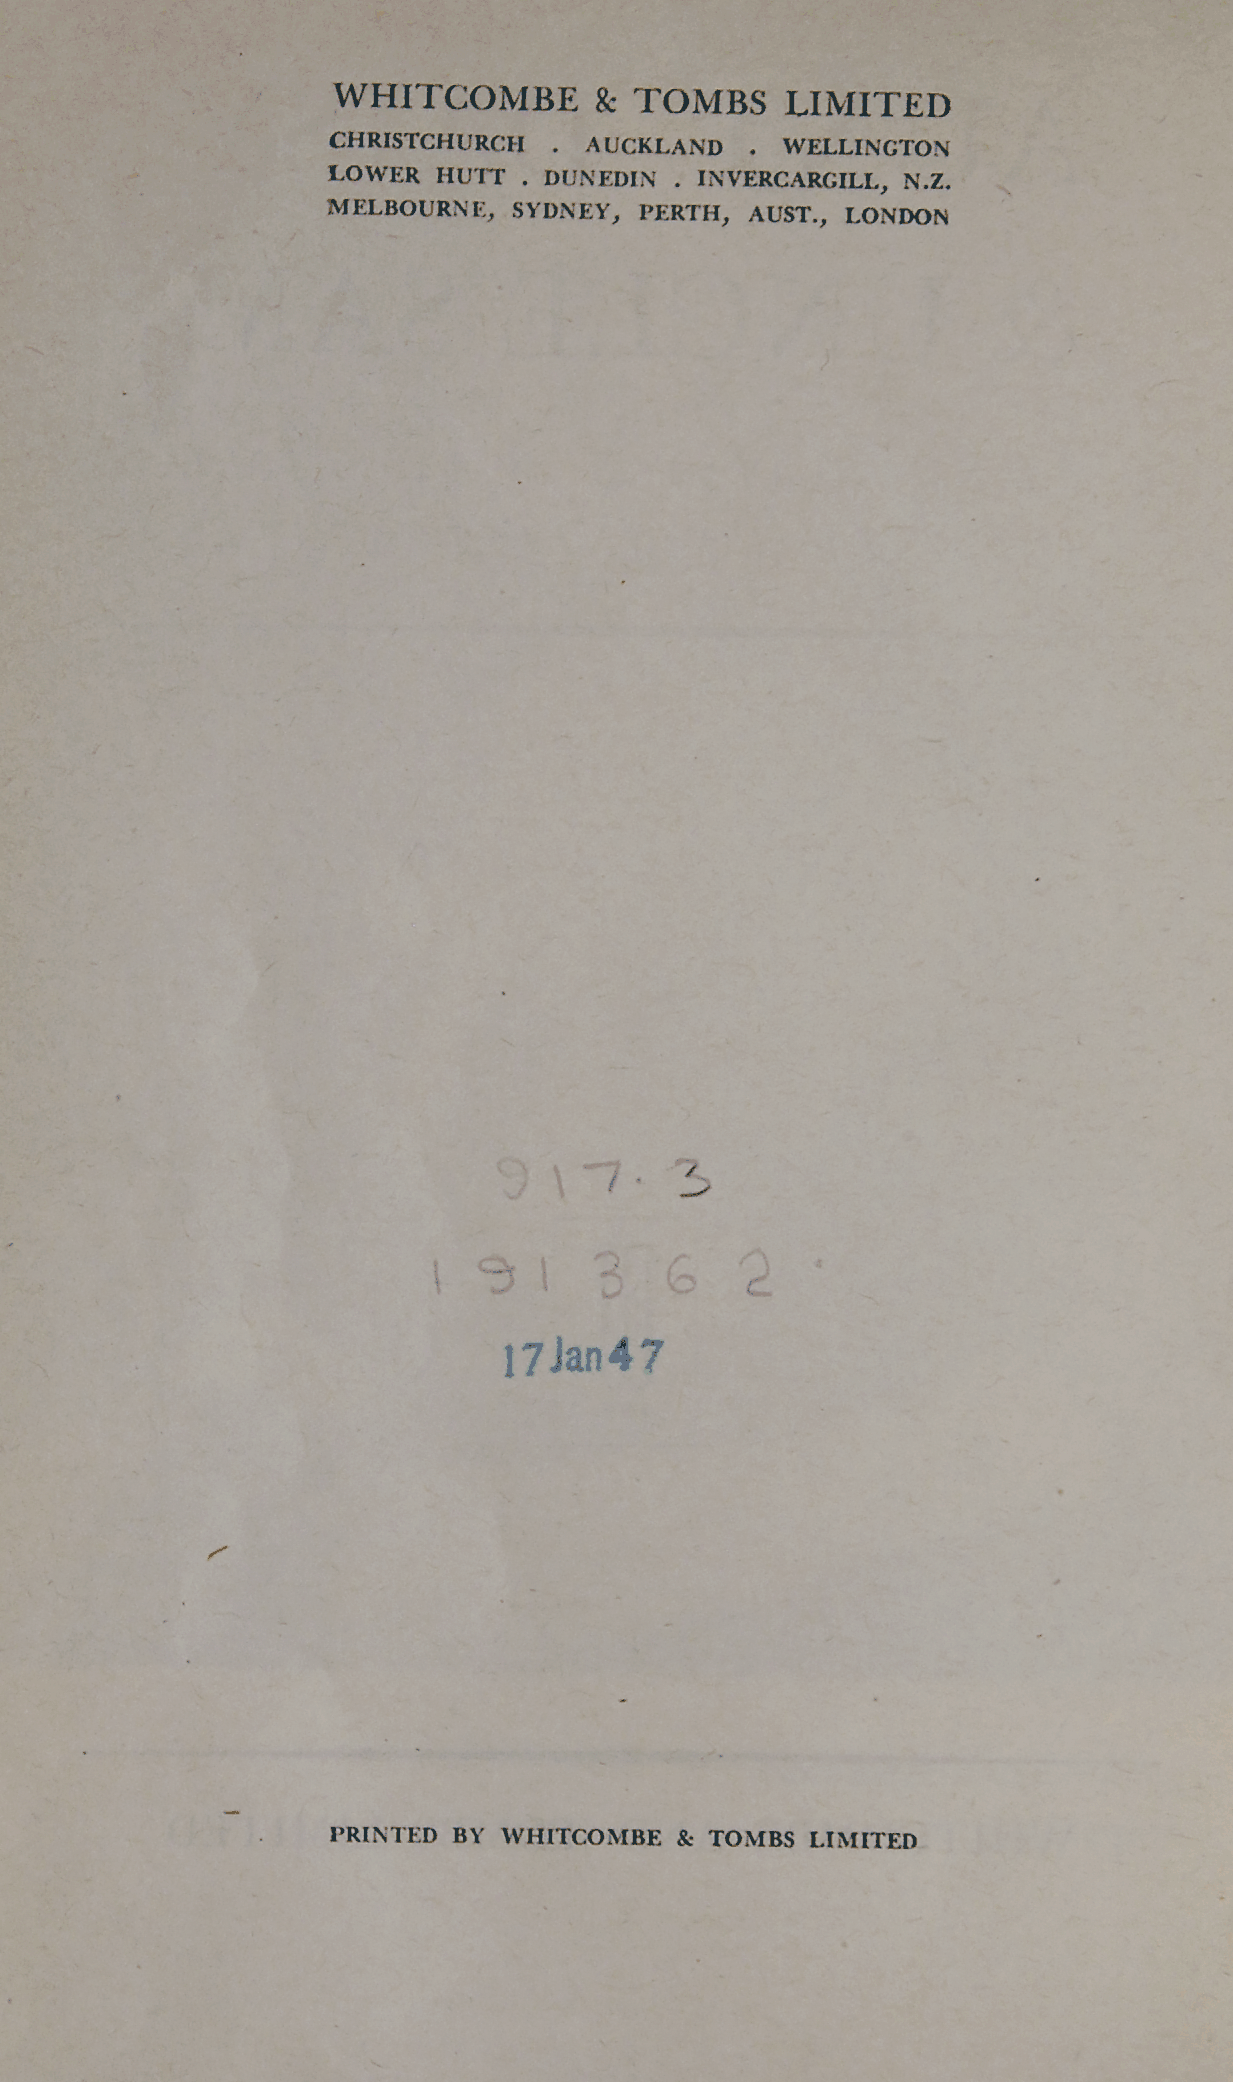 WHITCOMBE & TOMBS LIMITED
CHRISTCHURCH . AUCKLAND . WELLINGTON
LOWER HUTT . DUNEDIN . INVERCARGILL, N.Z.
MELBOURNE, SYDNEY, PERTH, AUST., LONDON
917.3
191362
17 Jan 47
PRINTED BY WHITCOMBE & TOMBS LIMITED